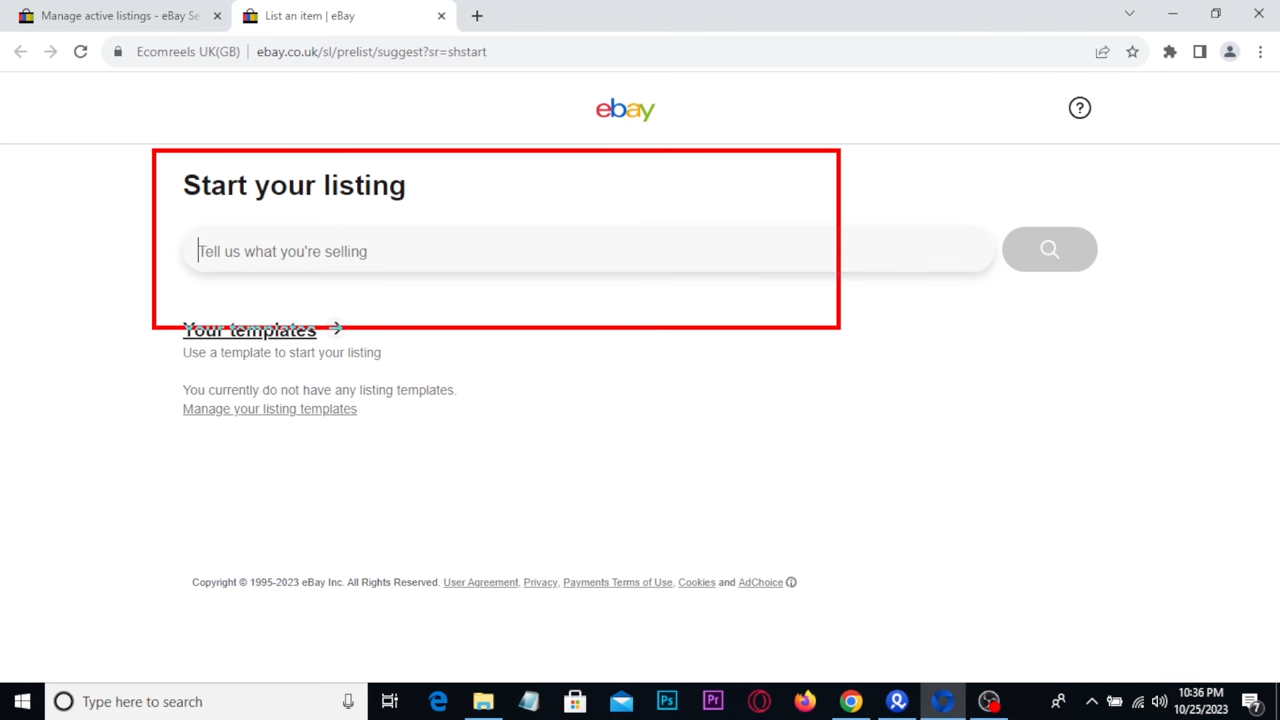 Manage active listings - eBay Se
List an item | eBay
Ecomreels UK(GB)
ebay.co.uk/sl/prelist/suggest?sr=shstart
ebay
Start your listing
Tell us what you're selling
Your templates
Use a template to start your listing
You currently do not have any listing templates.
Manage your listing templates
Copyright © 1995-2023 eBay Inc. All Rights Reserved. User Agreement, Privacy, Payments Terms of Use, Cookies and AdChoice
Type here to search
Ps
Pr
10:36 PM
10/25/2023
7